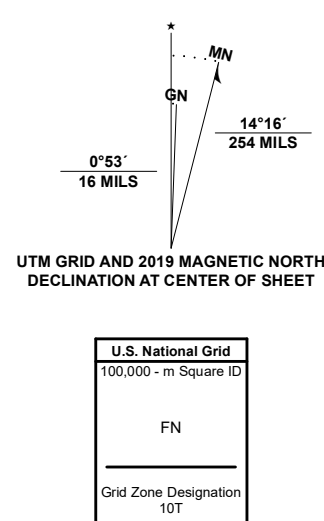 ★
MN
GN
14°16´
254 MILS
0°53´
16 MILS
UTM GRID AND 2019 MAGNETIC NORTH
DECLINATION AT CENTER OF SHEET
U.S. National Grid
100,000 - m Square ID
FN
Grid Zone Designation
10T